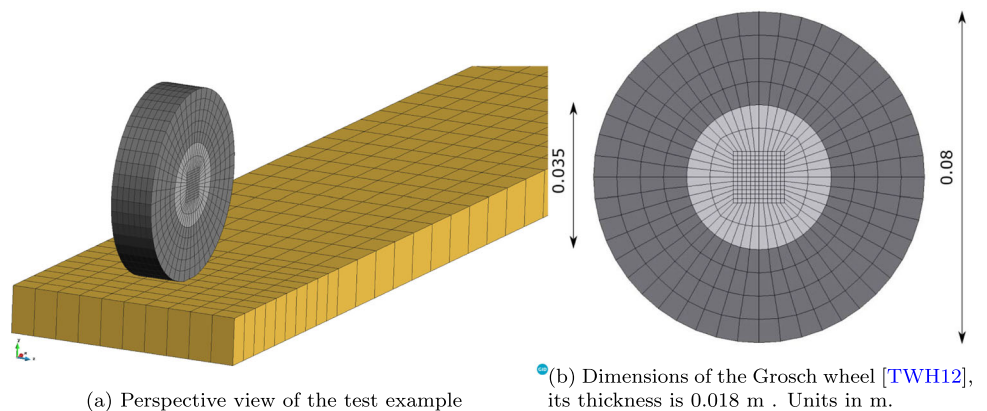 0.035
0.08
(a) Perspective view of the test example
(b) Dimensions of the Grosch wheel [TWH12],
its thickness is 0.018 m . Units in m.